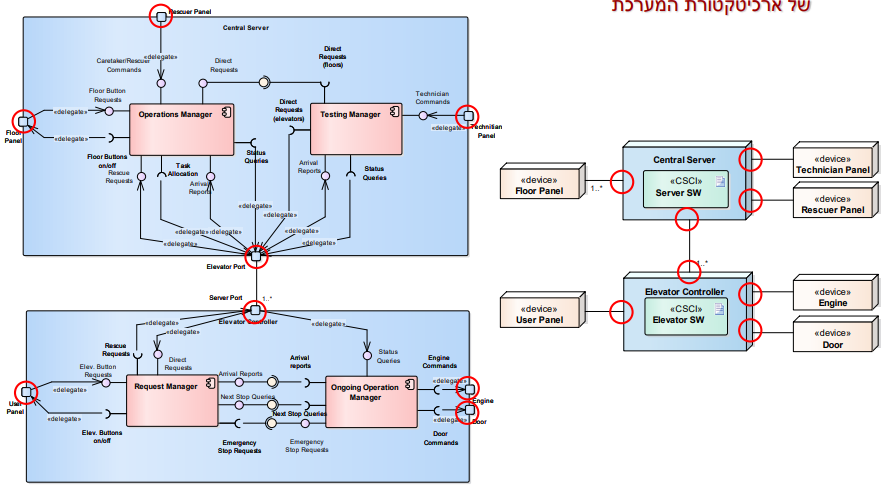 של ארכיטקטורת המערכת
Rescuer Panel
Central Server
«delegate»
Caretaker/Rescuer
Commands
Direct
Requests
Direct
Requests
(floors)
Floor Button
Requests
«delegate»
Operations Manager
Direct
Requests
(elevators)
Testing Manager
Technician
Commands
«delegate»
Technitian
Panel
Floor
Panel
«delegate»
Floor Buttons
on/off
Rescue
Requests
Task
Allocation
Arrival
Reports
Status
Queries
Arrival
Reports
Status
Queries
«delegate»
«delegate»
«delegate»
«delegate»
«delegate»
«delegate»
Elevator Port
Server Port
1..*
Elevator Controller
«delegate»
«delegate»
«delegate»
Rescue
Requests
Direct
Requests
Status
Queries
Elev. Button
Requests
«delegate»
Request Manager
Arrival Reports
Arrival
reports
Ongoing Operation
Manager
Engine
Commands
«delegate»
Engine
User
Panel
Next Stop Queries
Next Stop Queries
Door
«delegate»
«delegate»
Elev. Buttons
on/off
Emergency
Stop Requests
Emergency
Stop Requests
Door
Commands
«device»
Floor Panel
1..*
Central Server
«CSCI»
Server SW
«device»
Technician Panel
«device»
Rescuer Panel
1..*
«device»
User Panel
Elevator Controller
«CSCI»
Elevator SW
«device»
Engine
«device»
Door